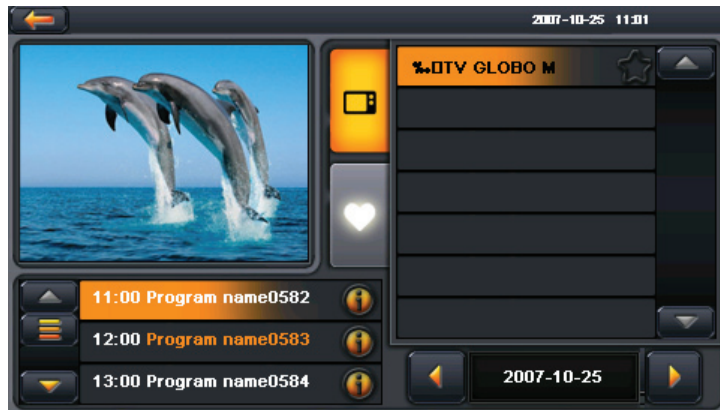 2007-10-25 11:01
‰•□TV GLOBO M
11:00 Program name0582
12:00 Program name0583
13:00 Program name0584
2007-10-25